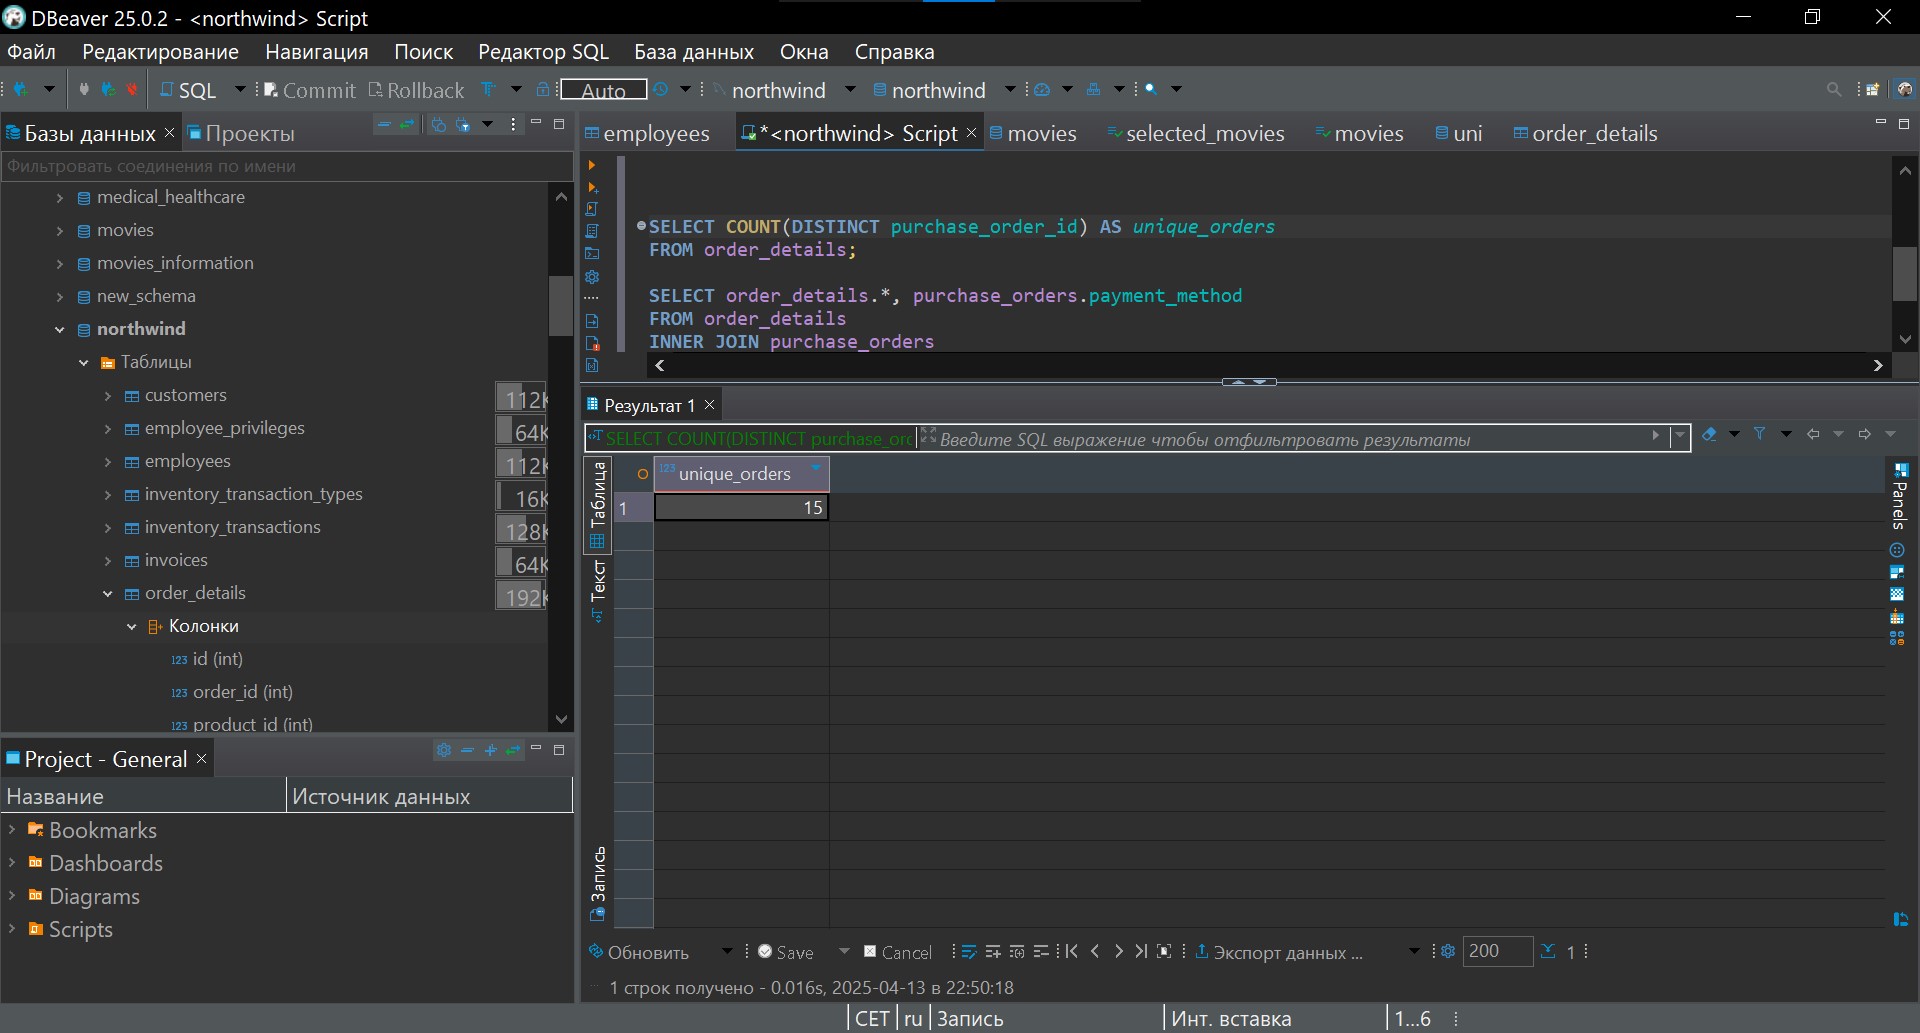 DBeaver 25.0.2 - <northwind> Script
Файл Редактирование Навигация Поиск Редактор SQL База данных Окна Справка
SQL Commit Rollback Auto northwind northwind
Базы данных Проекты
Фильтровать соединения по имени
medical_healthcare
movies
movies_information
new_schema
northwind
Таблицы
customers 112K
employee_privileges 64K
employees 112K
inventory_transaction_types 16K
inventory_transactions 128K
invoices 64K
order_details 192K
Колонки
123 id (int)
123 order_id (int)
123 product_id (int)
Project - General
Название Источник данных
Bookmarks
Dashboards
Diagrams
Scripts
employees *<northwind> Script movies selected_movies movies uni order_details
SELECT COUNT(DISTINCT purchase_order_id) AS unique_orders
FROM order_details;
SELECT order_details.*, purchase_orders.payment_method
FROM order_details
INNER JOIN purchase_orders
Результат 1
SELECT COUNT(DISTINCT purchase_orc Введите SQL выражение чтобы отфильтровать результаты
Таблица
Текст
Запись
123 unique_orders
1 15
Panels
Обновить Save Cancel Экспорт данных ... 200 1
1 строк получено - 0.016s, 2025-04-13 в 22:50:18
CET ru Запись Инт. вставка 1...6